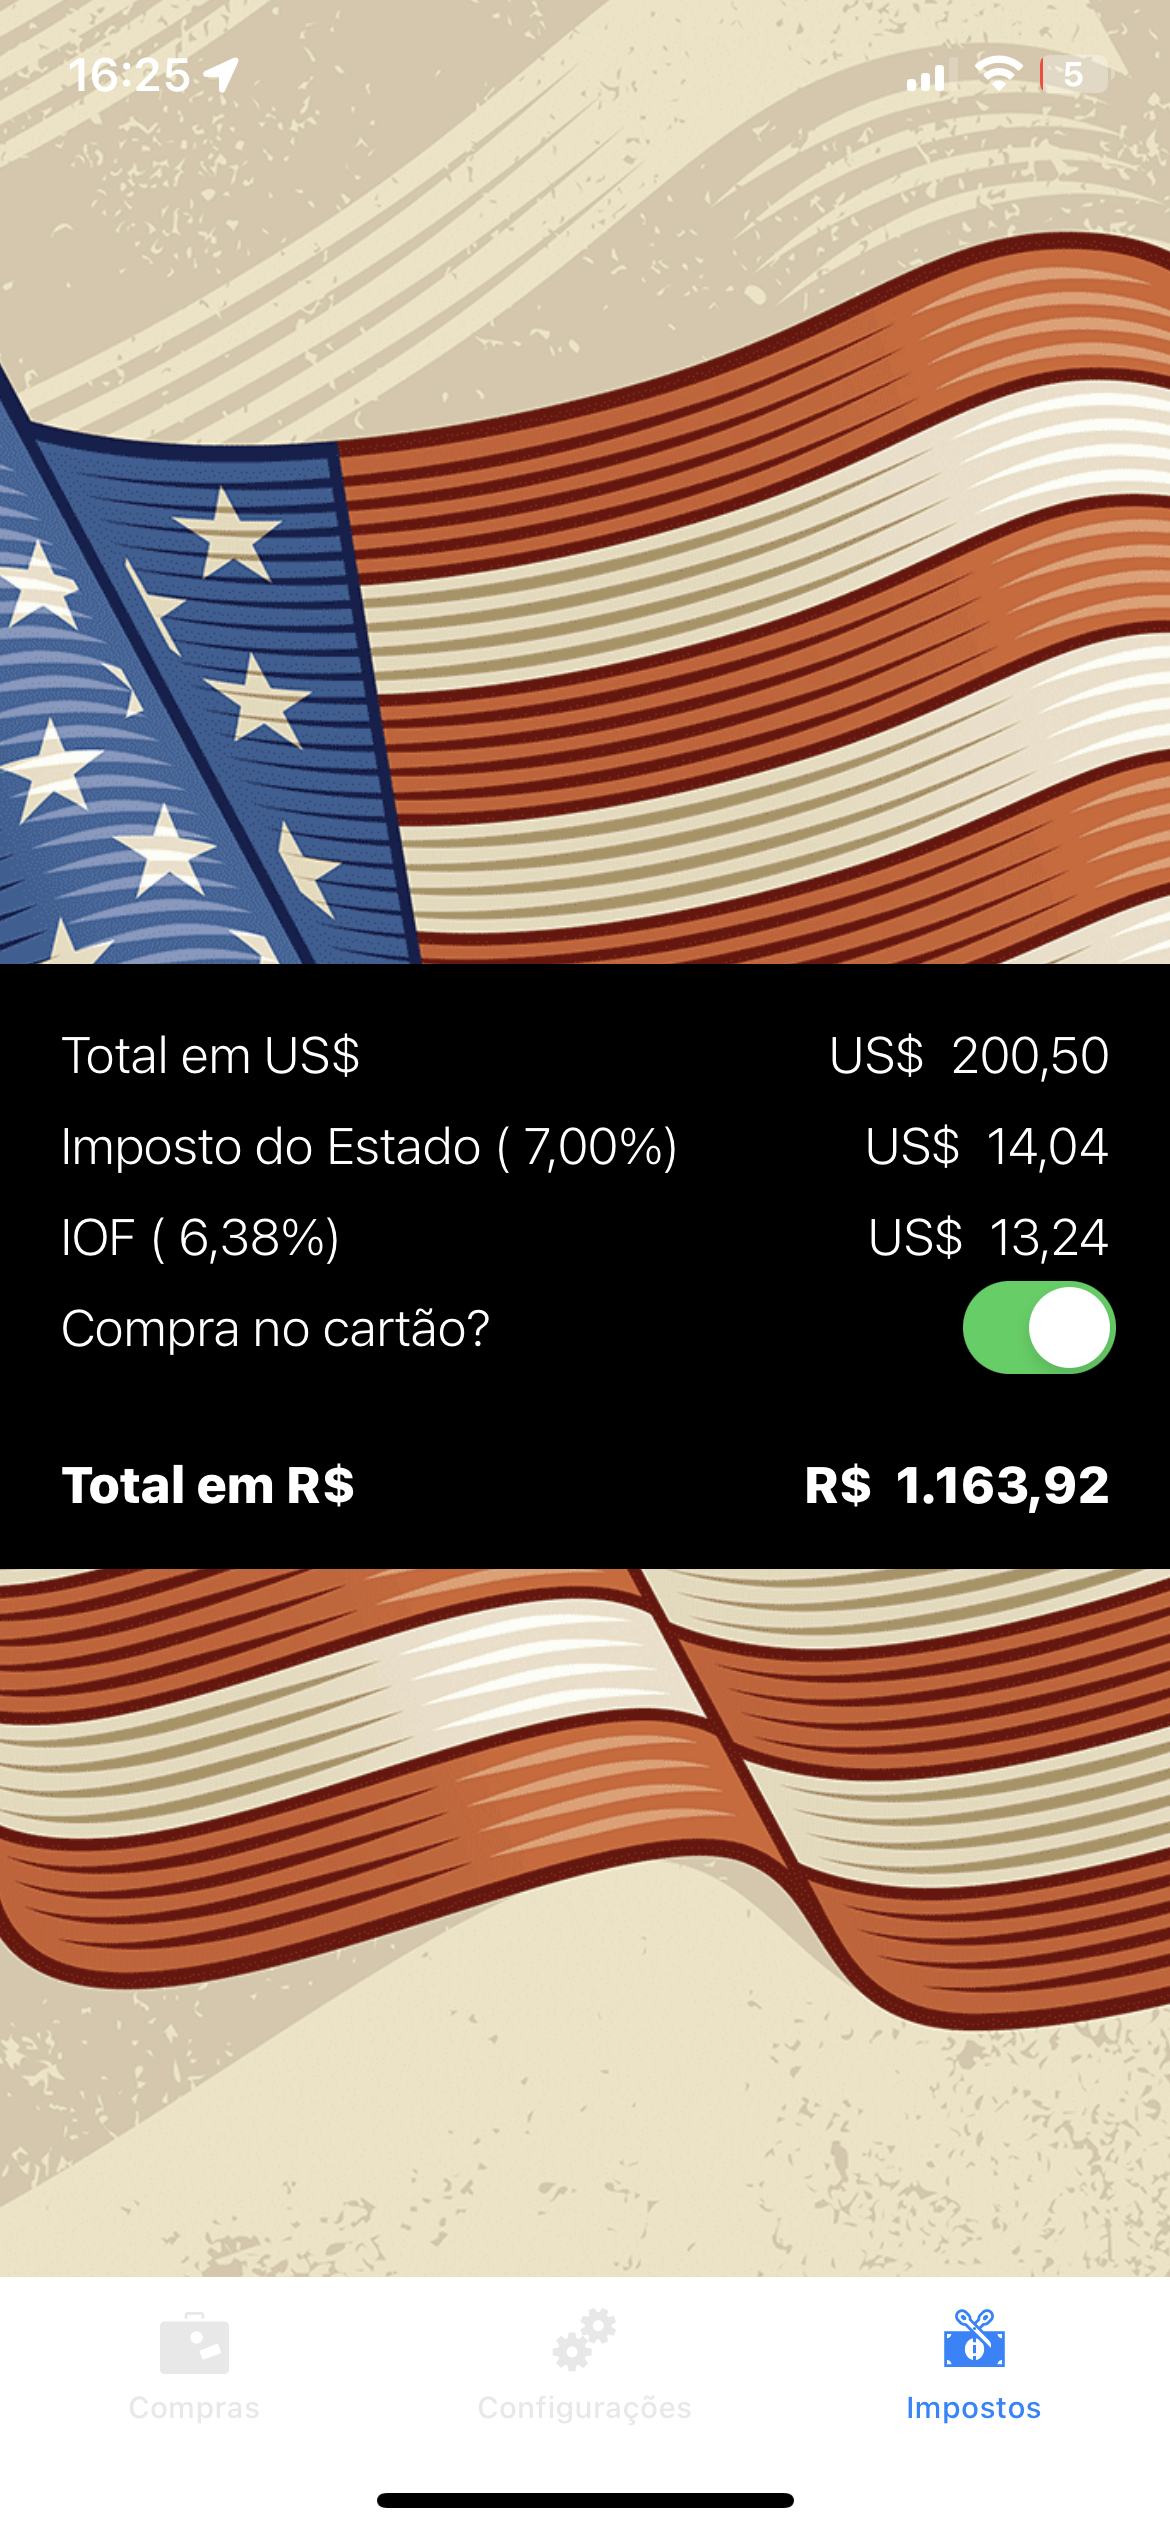 16:25
5
Total em US$ US$ 200,50
Imposto do Estado ( 7,00%) US$ 14,04
IOF ( 6,38%) US$ 13,24
Compra no cartão?
Total em R$ R$ 1.163,92
Compras Configurações Impostos